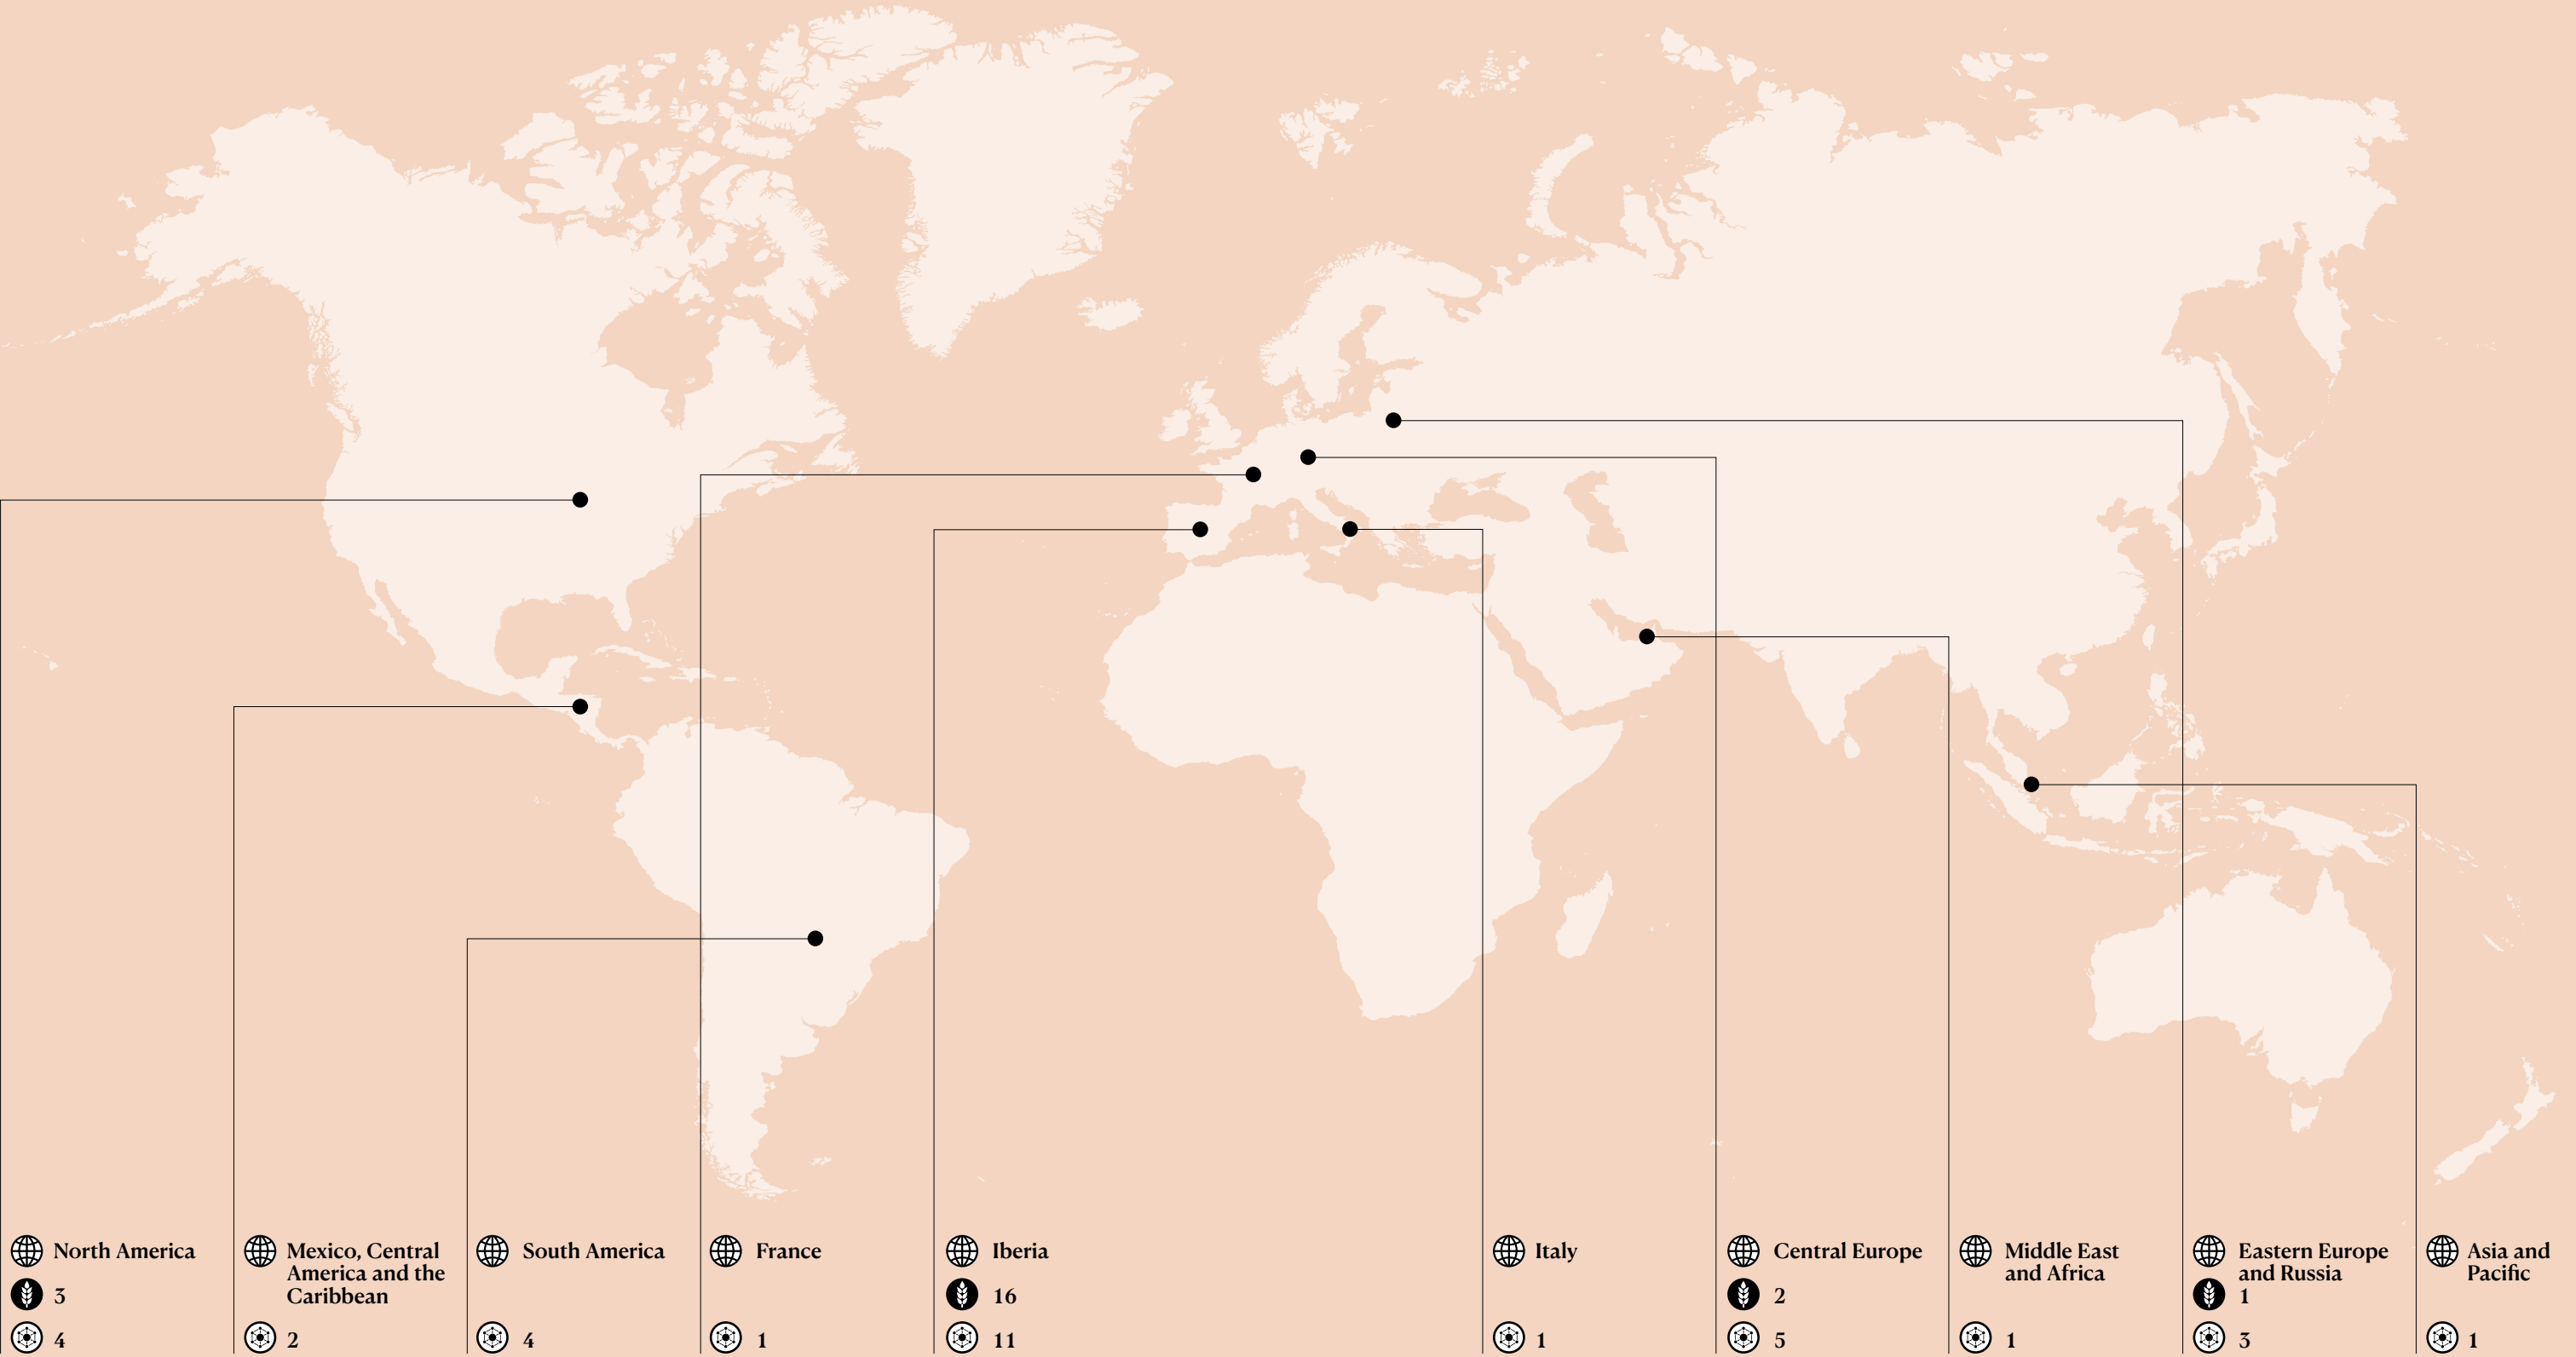 North America
3
4
Mexico, Central
America and the
Caribbean
2
South America
4
France
1
Iberia
16
11
Italy
1
Central Europe
2
5
Middle East
and Africa
1
Eastern Europe
and Russia
1
3
Asia and
Pacific
1